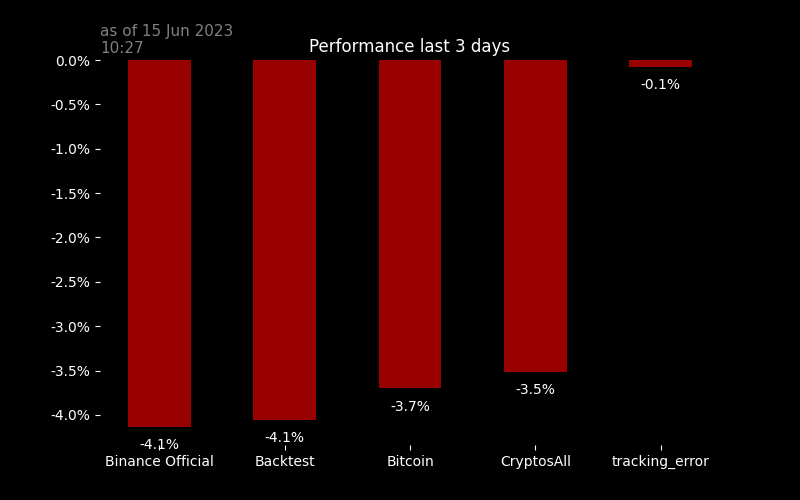 as of 15 Jun 2023
10:27
Performance last 3 days
0.0%
-0.5%
-1.0%
-1.5%
-2.0%
-2.5%
-3.0%
-3.5%
-4.0%
-4.1%
-4.1%
-3.7%
-3.5%
-0.1%
Binance Official
Backtest
Bitcoin
CryptosAll
tracking_error